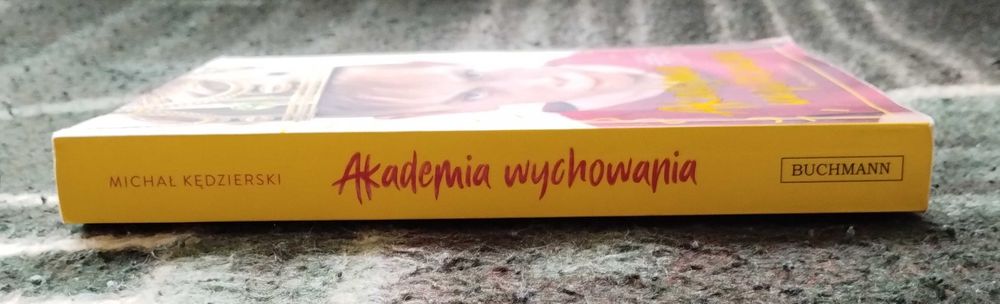 MICHAŁ KĘDZIERSKI
Akademia wychowania
BUCHMANN